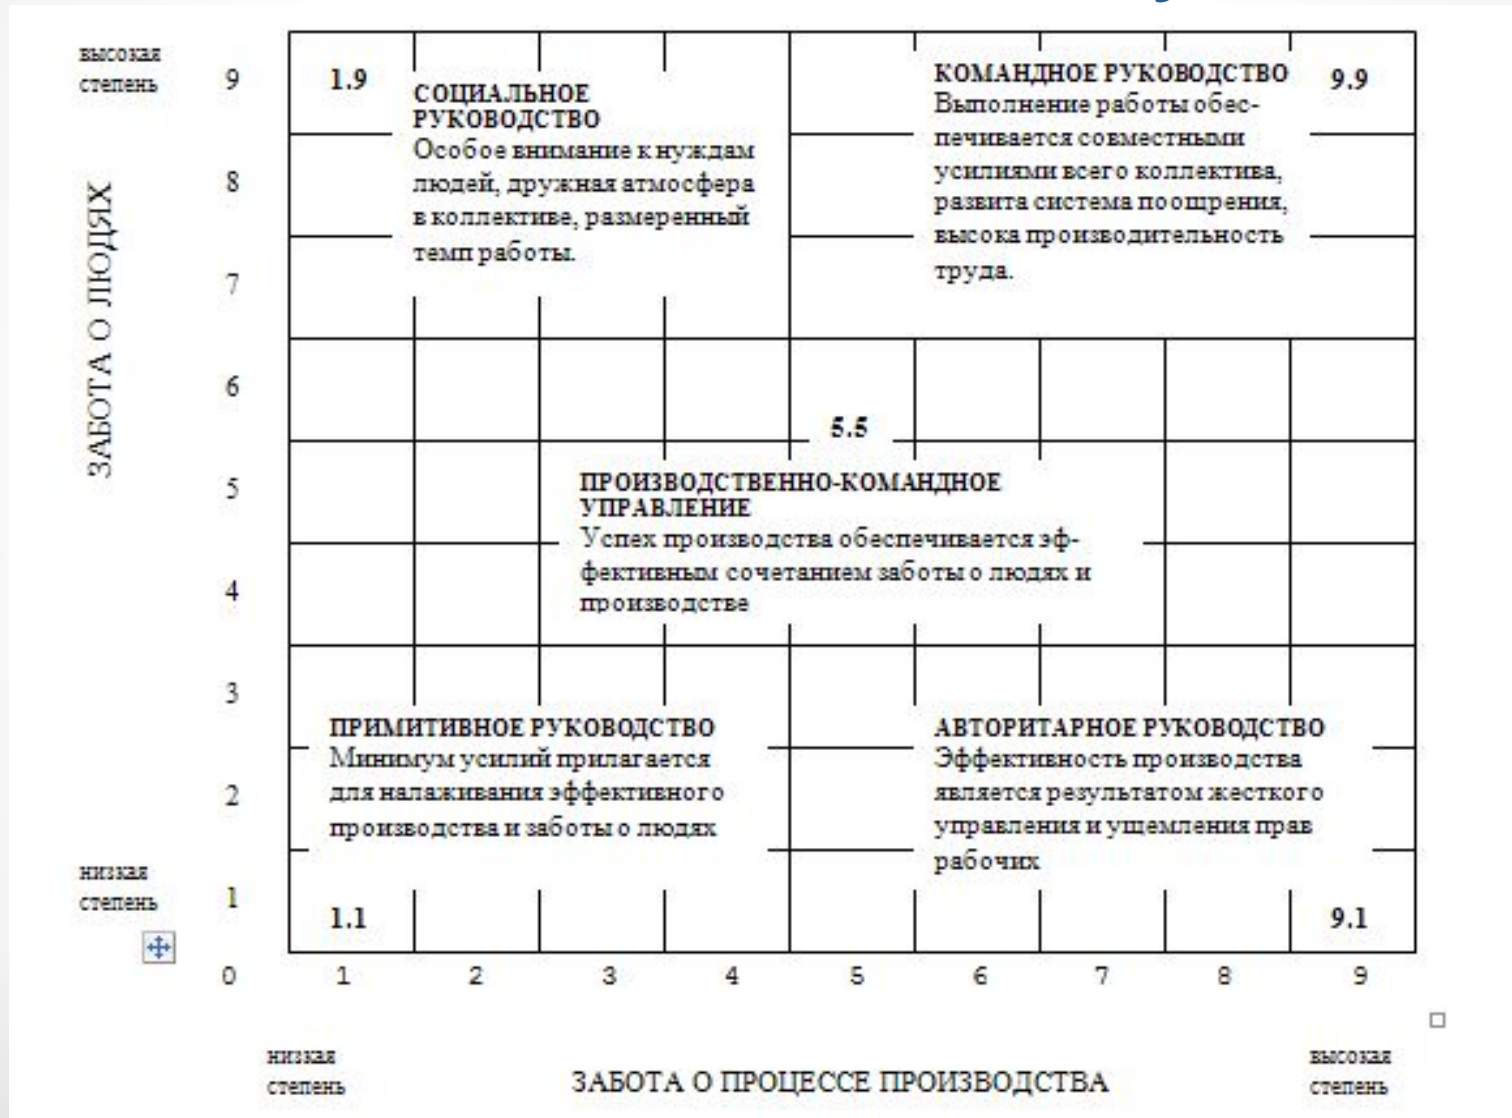 высокая
степень
9
1.9
СОЦИАЛЬНОЕ
РУКОВОДСТВО
Особое внимание к нуждам
людей, дружная атмосфера
в коллективе, размеренный
темп работы.
КОМАНДНОЕ РУКОВОДСТВО
Выполнение работы обес-
печивается совместными
усилиями всего коллектива,
развита система поощрения,
высока производительность
труда.
9.9
ЗАБОТА О ЛЮДЯХ
8
7
6
5.5
5
ПРОИЗВОДСТВЕННО-КОМАНДНОЕ
УПРАВЛЕНИЕ
Успех производства обеспечивается эф-
фективным сочетанием заботы о людях и
производстве
4
3
ПРИМИТИВНОЕ РУКОВОДСТВО
Минимум усилий прилагается
для налаживания эффективного
производства и заботы о людях
АВТОРИТАРНОЕ РУКОВОДСТВО
Эффективность производства
является результатом жесткого
управления и ущемления прав
рабочих
2
низкая
степень
1
1.1
9.1
0 1 2 3 4 5 6 7 8 9
низкая
степень
ЗАБОТА О ПРОЦЕССЕ ПРОИЗВОДСТВА
высокая
степень